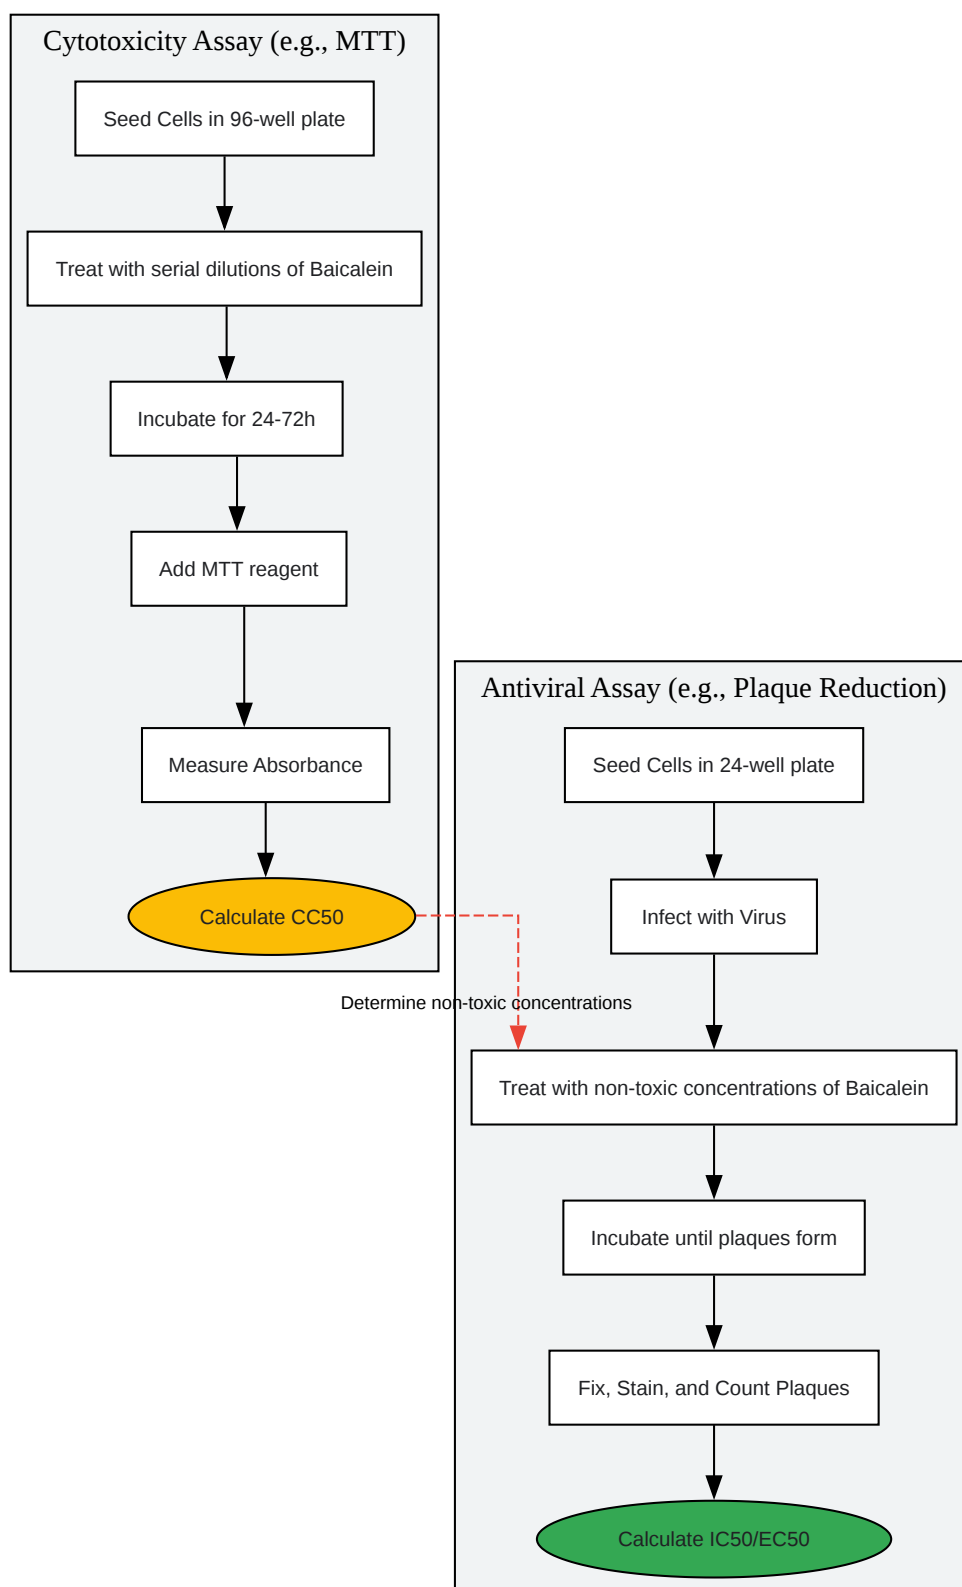 Cytotoxicity Assay (e.g., MTT)
Seed Cells in 96-well plate
Treat with serial dilutions of Baicalein
Incubate for 24-72h
Add MTT reagent
Measure Absorbance
Calculate CC50
Determine non-toxic concentrations
Antiviral Assay (e.g., Plaque Reduction)
Seed Cells in 24-well plate
Infect with Virus
Treat with non-toxic concentrations of Baicalein
Incubate until plaques form
Fix, Stain, and Count Plaques
Calculate IC50/EC50